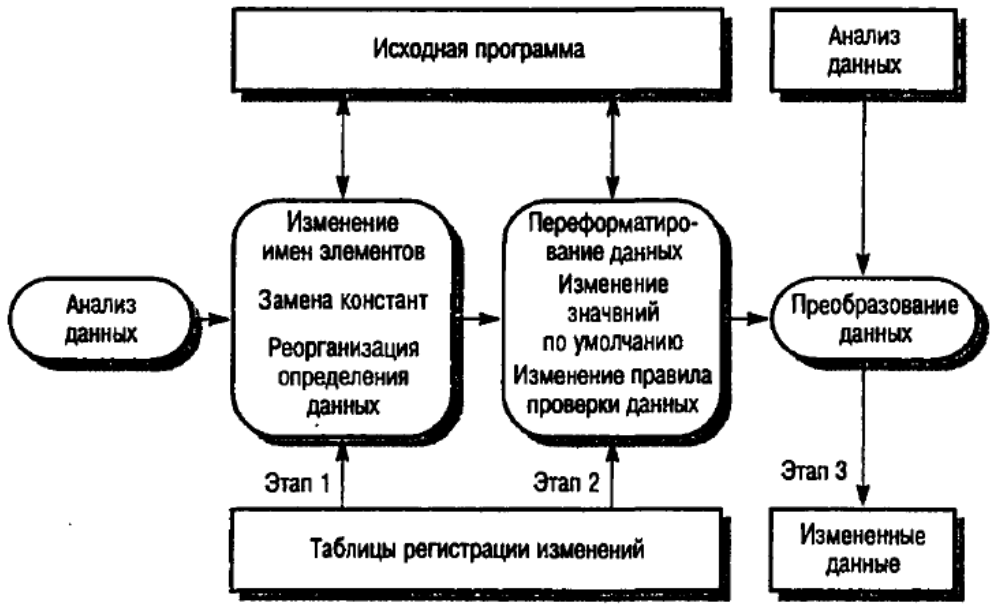 Исходная программа
Анализ
данных
Изменение
имен элементов
Замена констант
Реорганизация
определения
данных
Переформатиро-
вание данных
Изменение
значвний
по умолчанию
Изменение правила
проверки данных
Анализ
данных
Преобразование
данных
Этап 1
Этап 2
Этап 3
Таблицы регистрации изменений
Измененные
данные